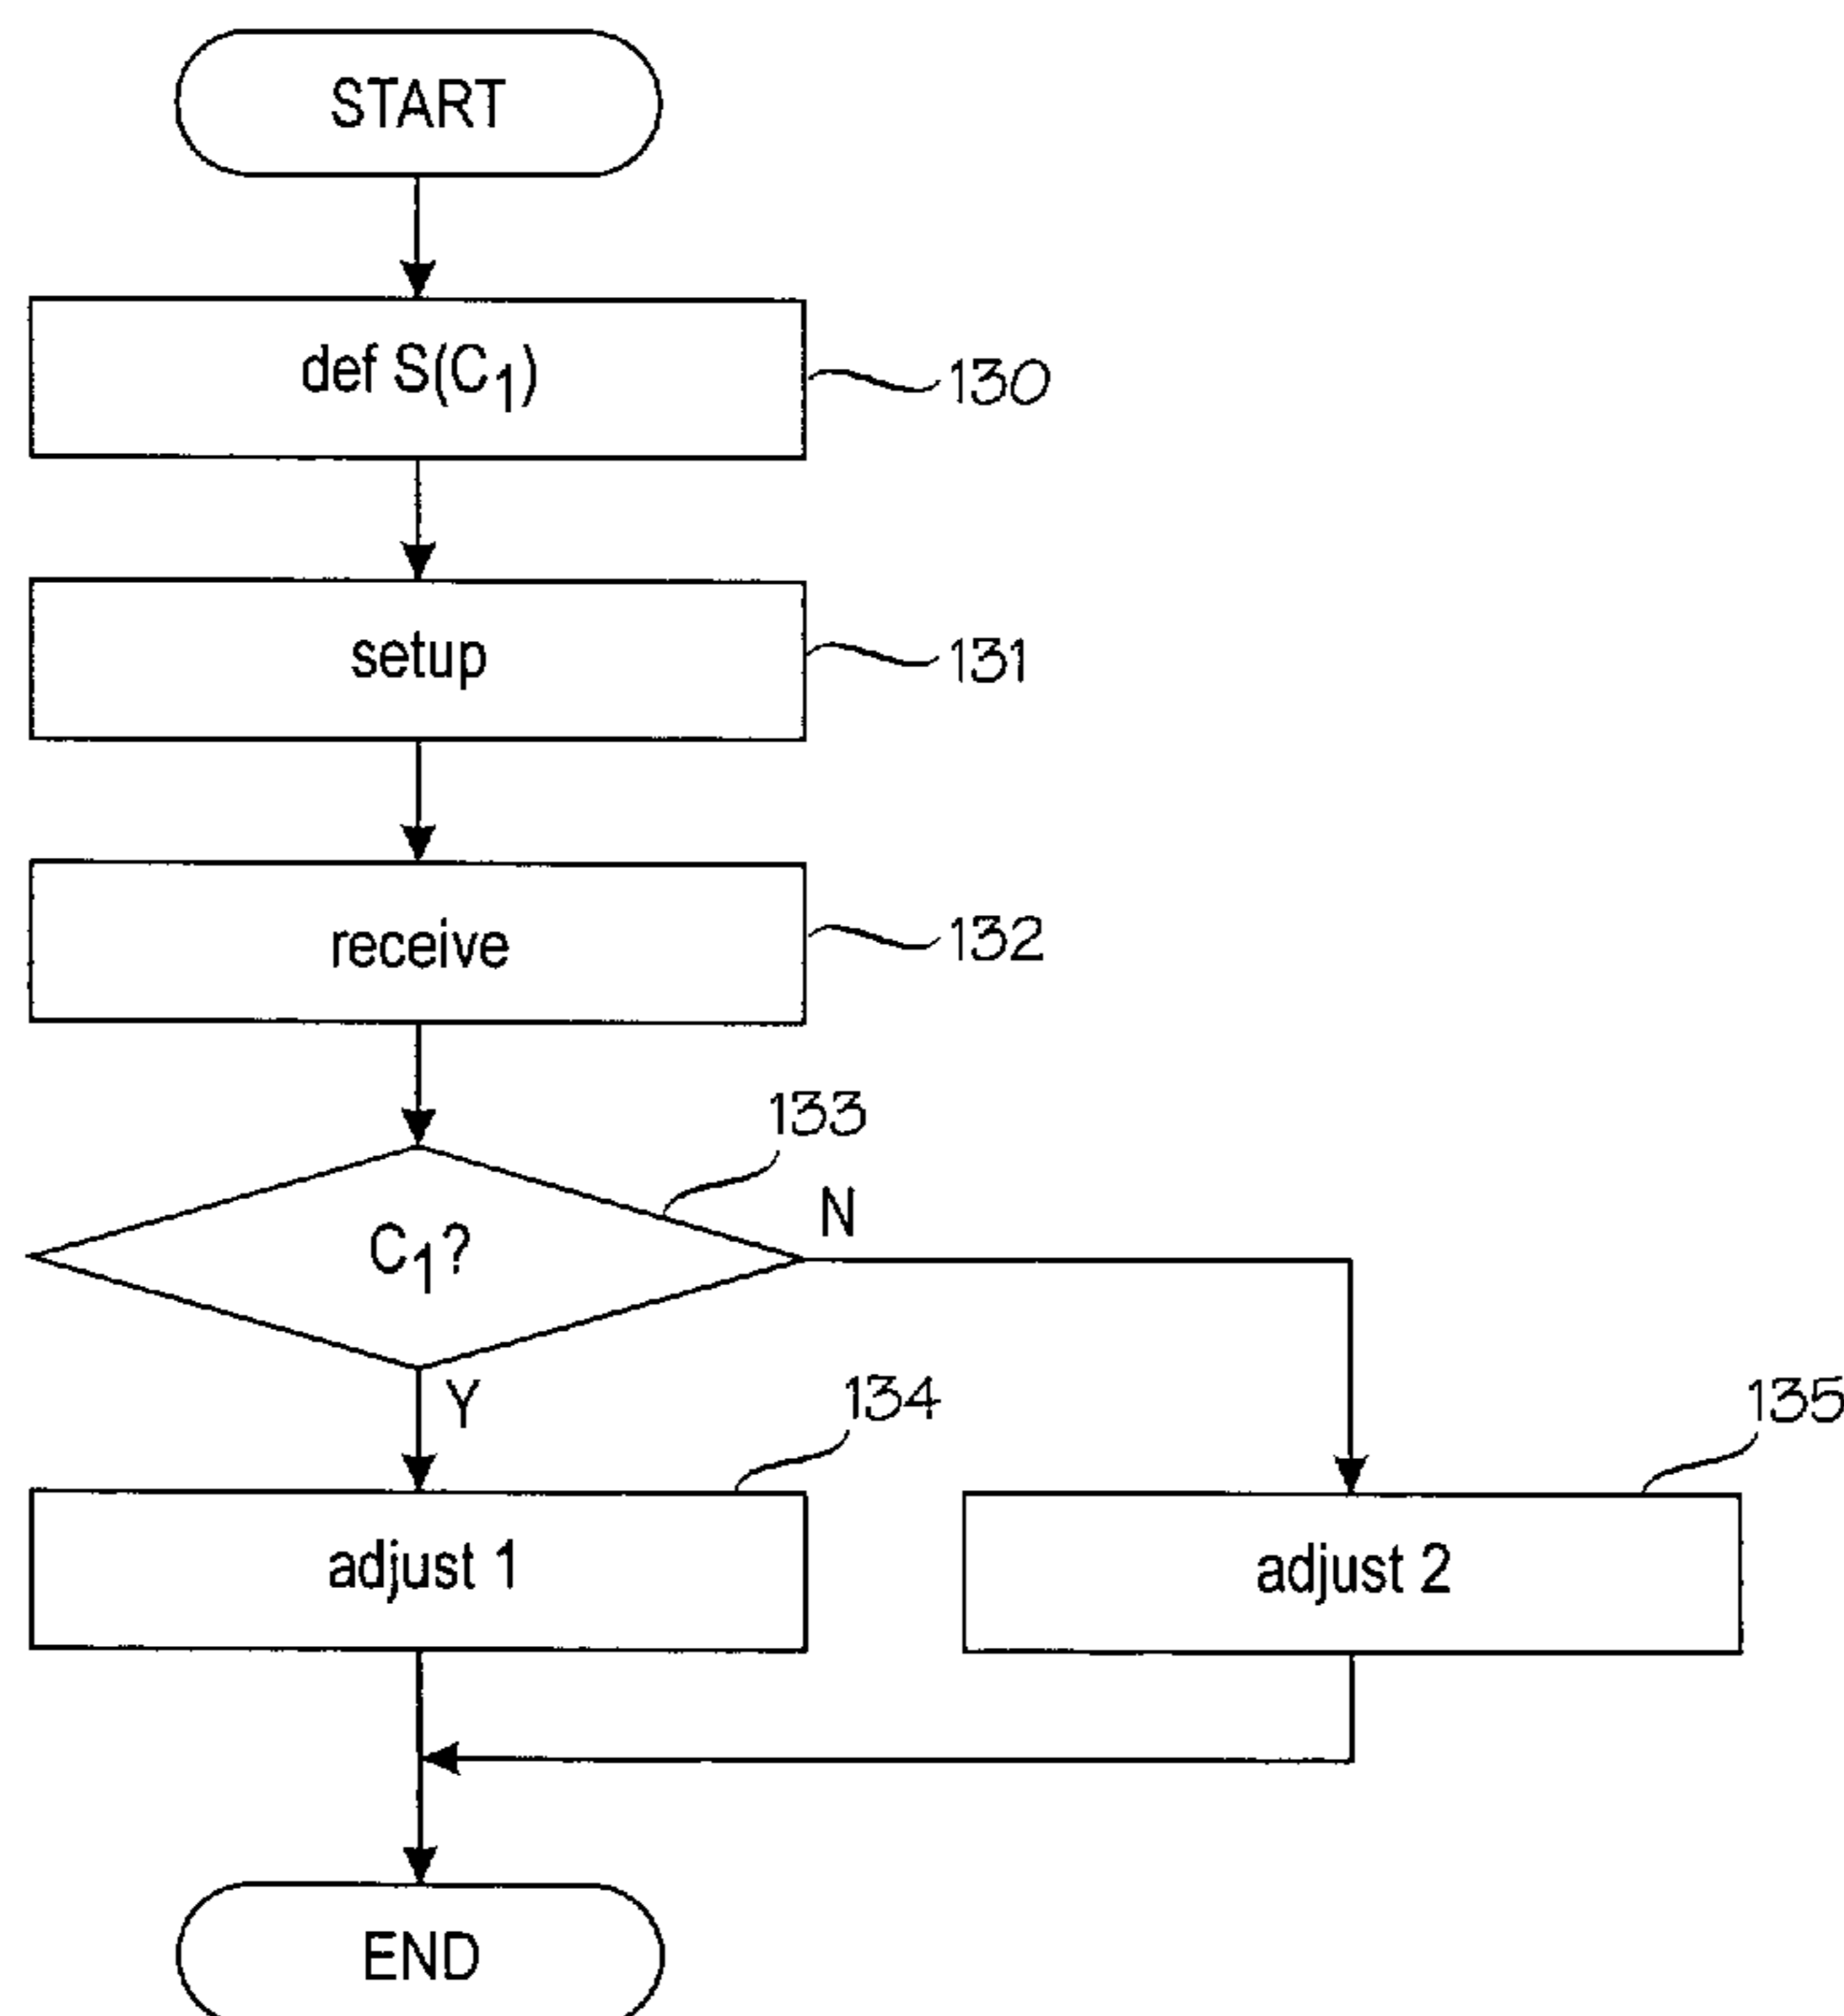 START
def S(C₁)
130
setup
131
receive
132
133
C₁?
N
Y
134
135
adjust 1
adjust 2
END